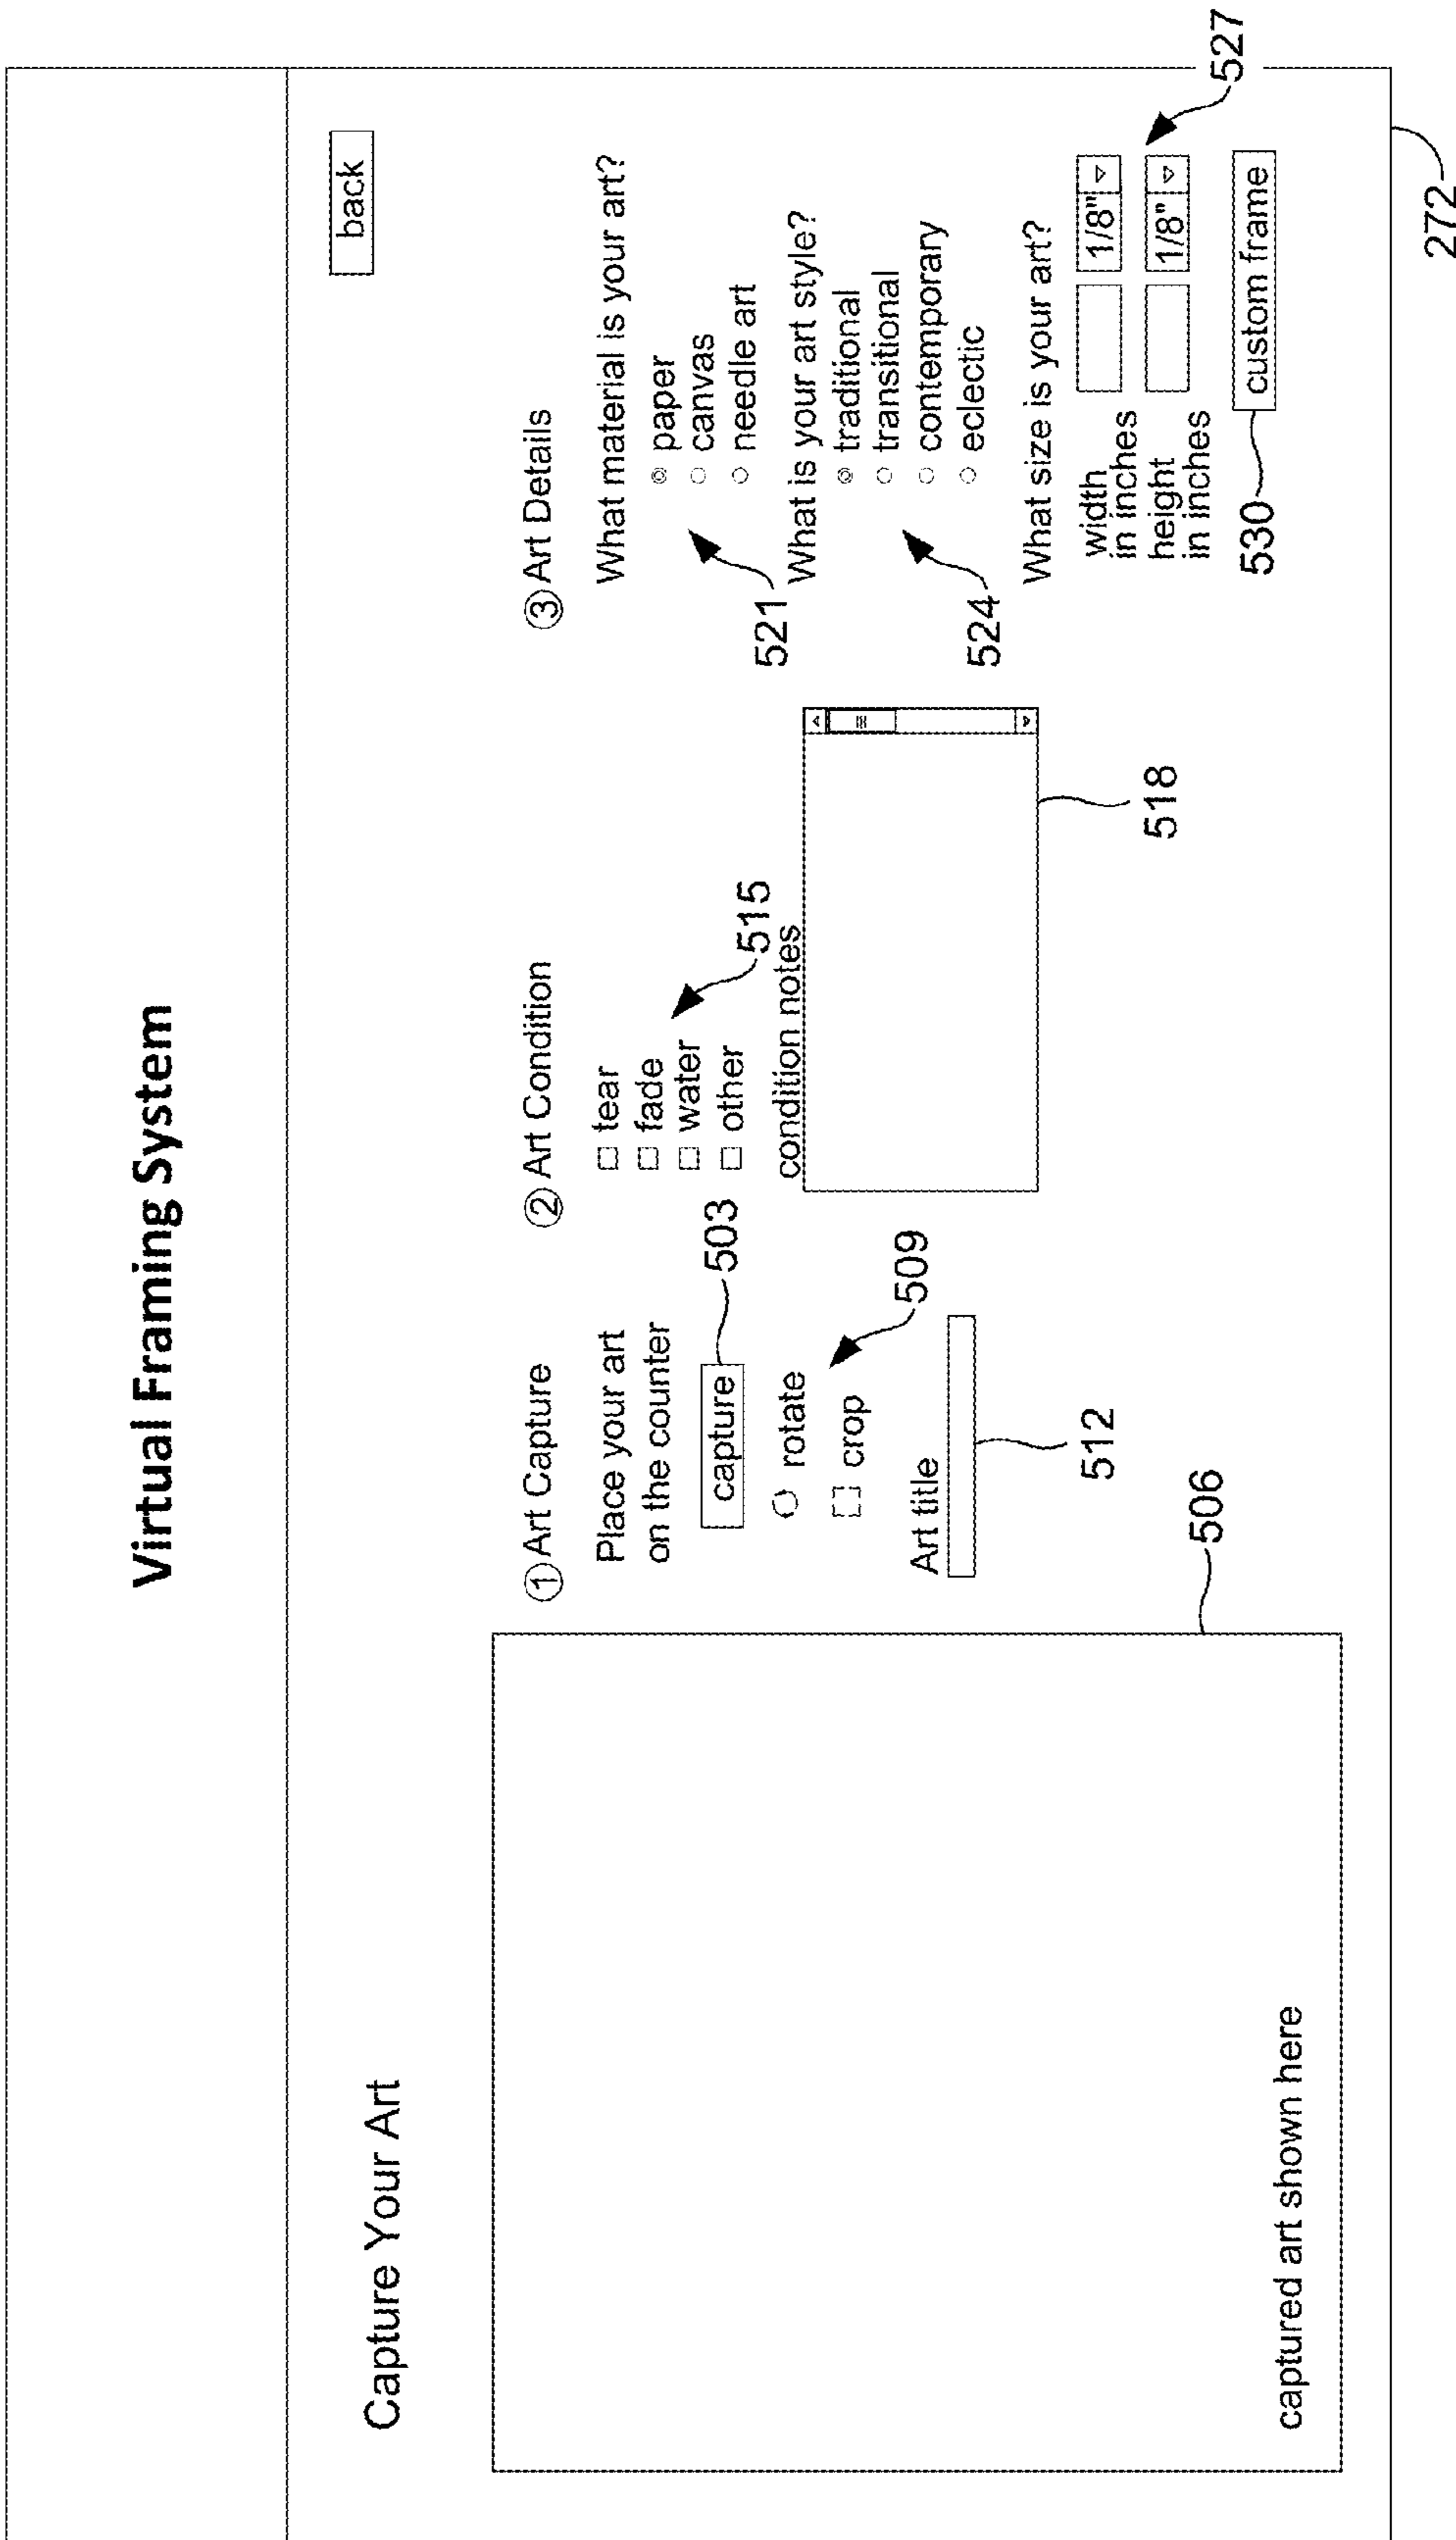 Virtual Framing System
Capture Your Art
back
captured art shown here
506
① Art Capture
Place your art
on the counter
capture
503
rotate
crop
509
Art title
512
② Art Condition
tear
fade
water
other
515
condition notes
518
③ Art Details
What material is your art?
paper
canvas
needle art
521
What is your art style?
traditional
transitional
contemporary
eclectic
524
What size is your art?
width
in inches
1/8"
height
in inches
1/8"
527
custom frame
530
272